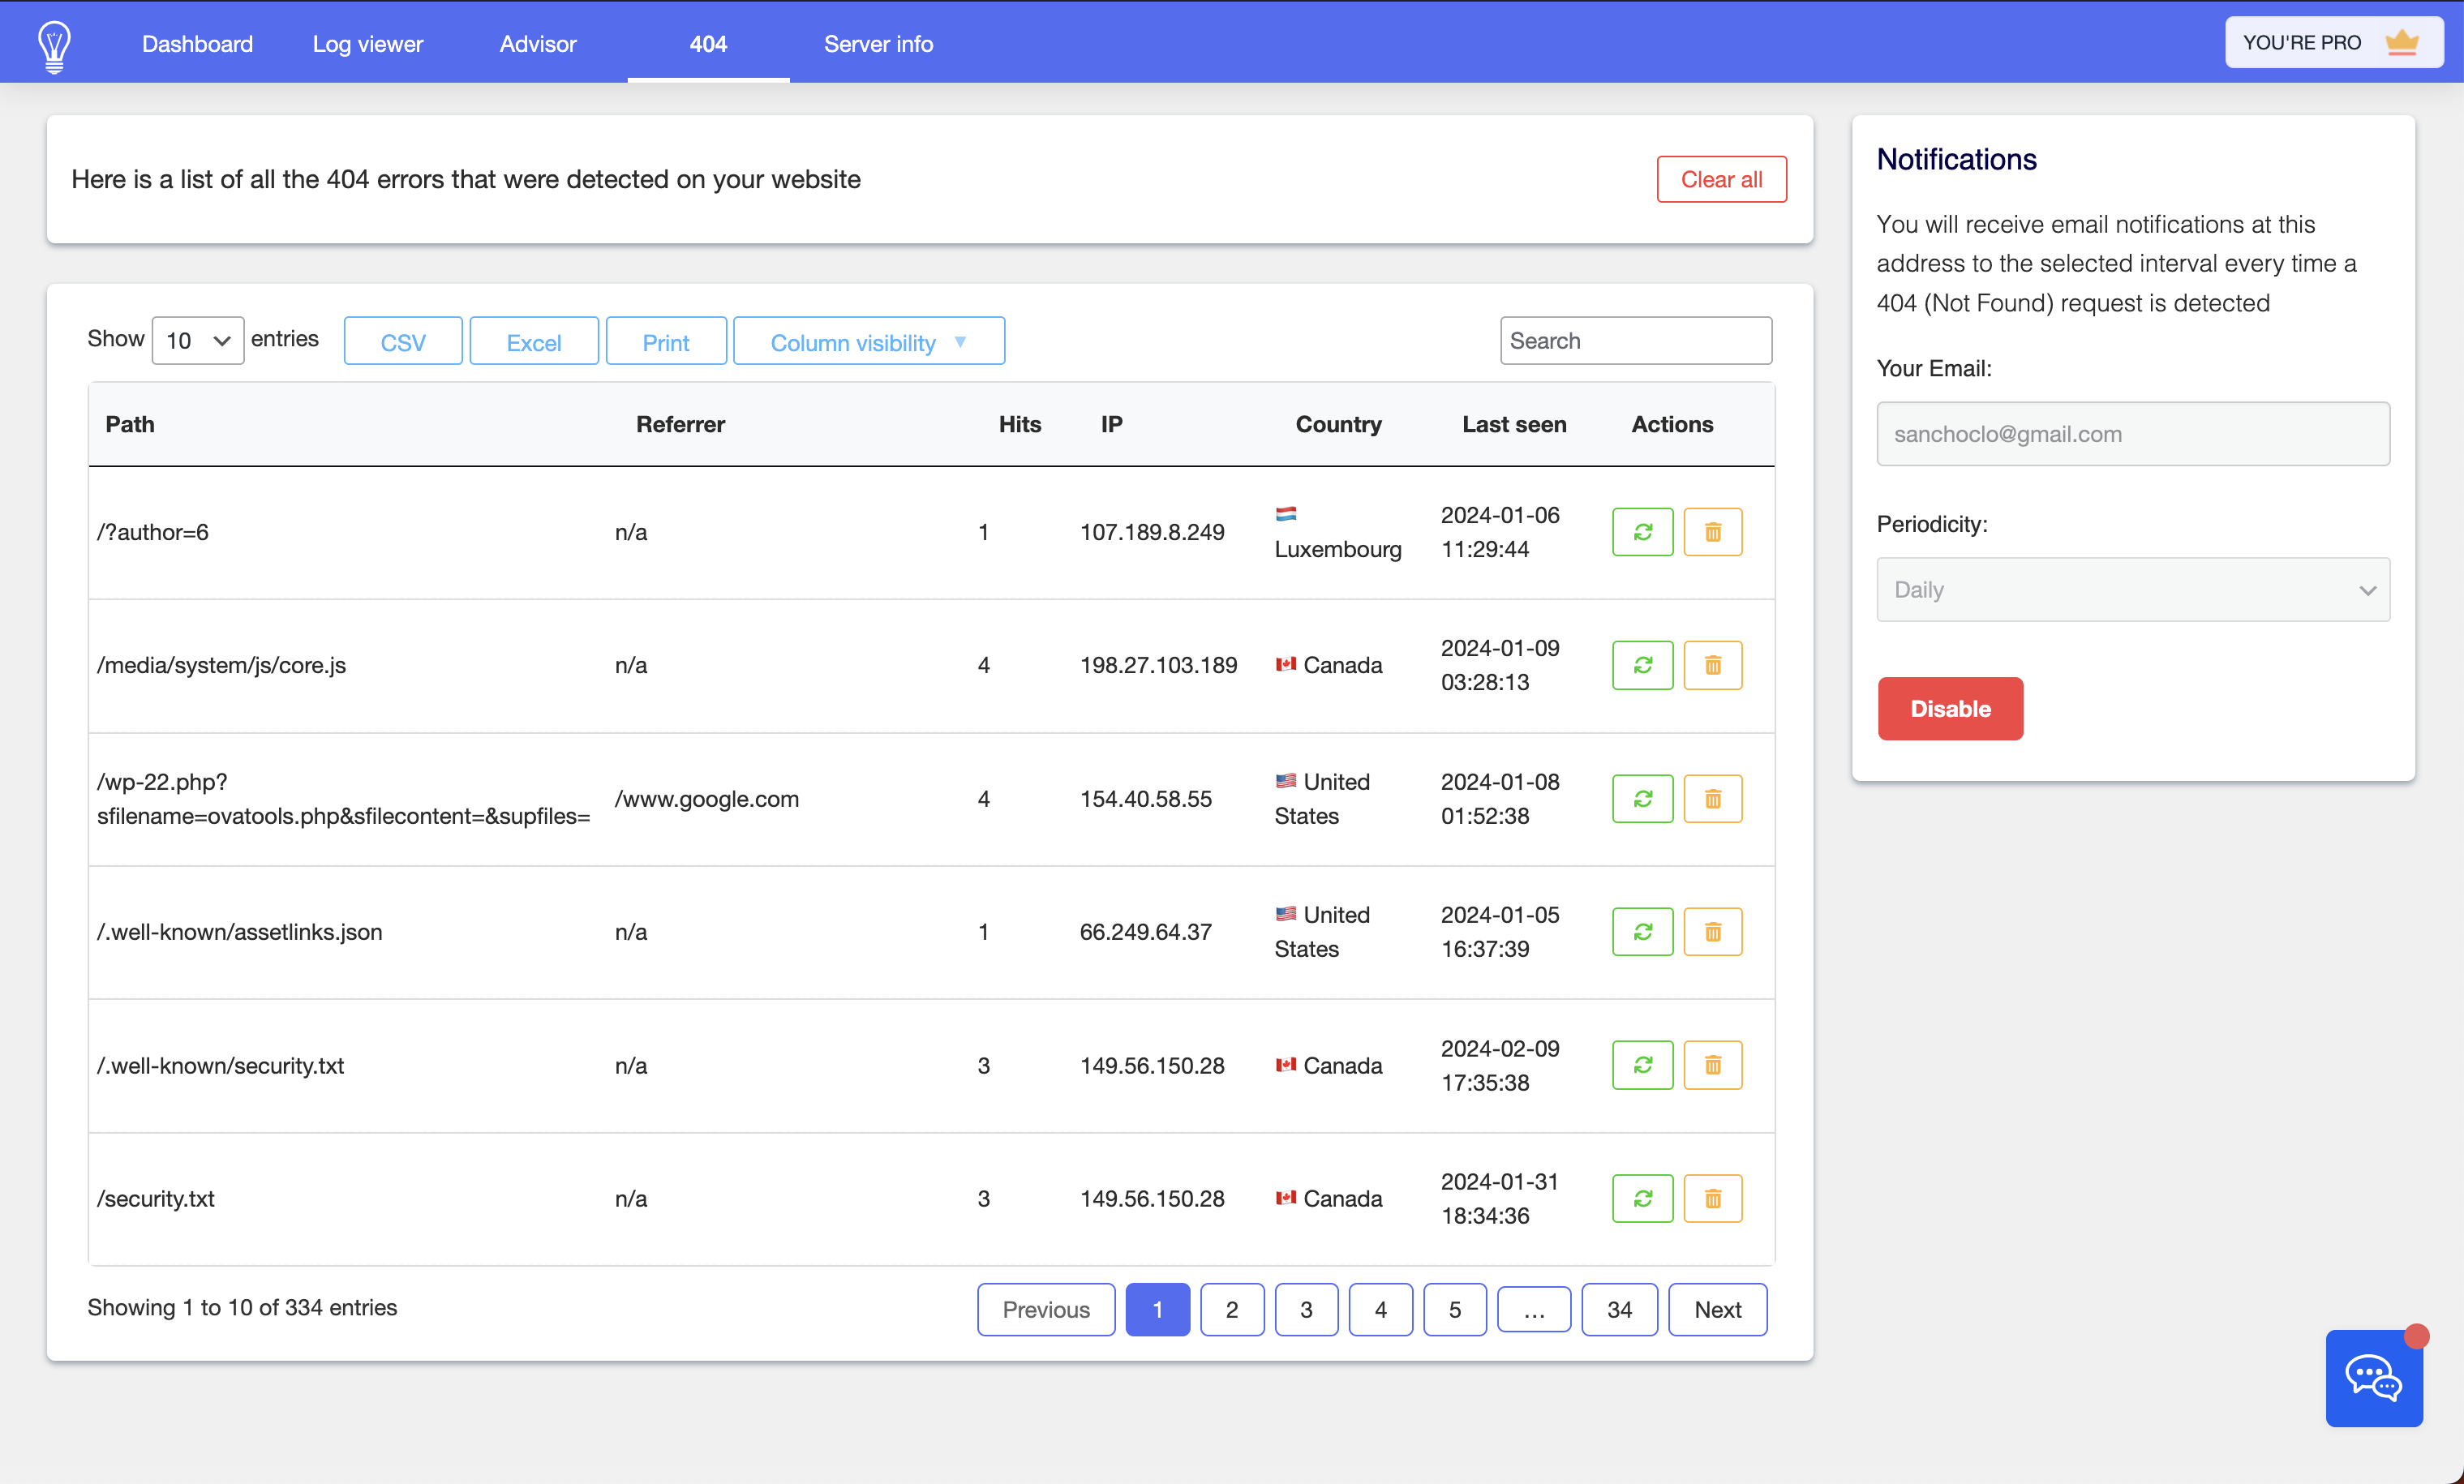 Dashboard Log viewer Advisor 404 Server info YOU'RE PRO
Here is a list of all the 404 errors that were detected on your website
Clear all
Show 10 entries CSV Excel Print Column visibility ▼ Search
Path Referrer Hits IP Country Last seen Actions
/?author=6 n/a 1 107.189.8.249 Luxembourg 2024-01-06 11:29:44
/media/system/js/core.js n/a 4 198.27.103.189 Canada 2024-01-09 03:28:13
/wp-22.php?
sfilename=ovatools.php&sfilecontent=&supfiles= /www.google.com 4 154.40.58.55 United States 2024-01-08 01:52:38
/.well-known/assetlinks.json n/a 1 66.249.64.37 United States 2024-01-05 16:37:39
/.well-known/security.txt n/a 3 149.56.150.28 Canada 2024-02-09 17:35:38
/security.txt n/a 3 149.56.150.28 Canada 2024-01-31 18:34:36
Showing 1 to 10 of 334 entries
Previous 1 2 3 4 5 … 34 Next
Notifications
You will receive email notifications at this
address to the selected interval every time a
404 (Not Found) request is detected
Your Email:
sanchoclo@gmail.com
Periodicity:
Daily
Disable